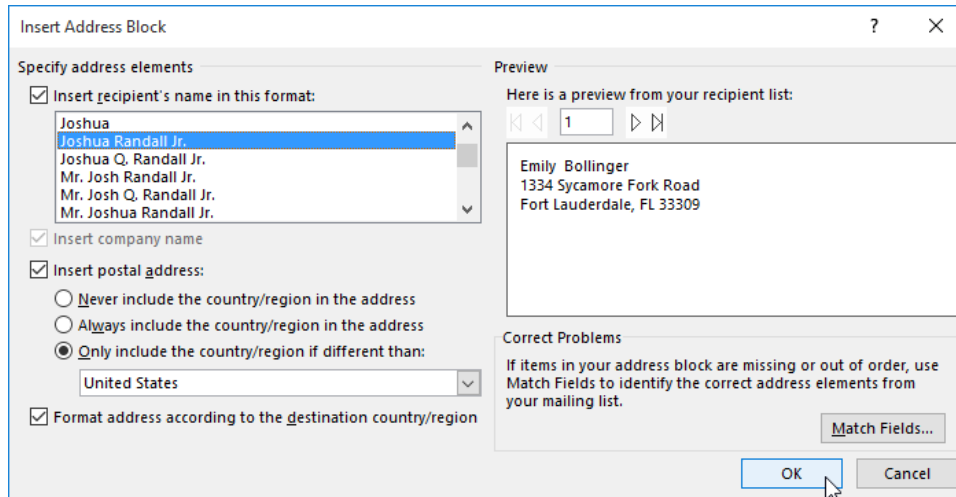 Insert Address Block
?
Specify address elements
Insert recipient's name in this format:
Joshua
Joshua Randall Jr.
Joshua Q. Randall Jr.
Mr. Josh Randall Jr.
Mr. Josh Q. Randall Jr.
Mr. Joshua Randall Jr.
Insert company name
Insert postal address:
Never include the country/region in the address
Always include the country/region in the address
Only include the country/region if different than:
United States
Format address according to the destination country/region
Preview
Here is a preview from your recipient list:
1
Emily Bollinger
1334 Sycamore Fork Road
Fort Lauderdale, FL 33309
Correct Problems
If items in your address block are missing or out of order, use
Match Fields to identify the correct address elements from
your mailing list.
Match Fields...
OK
Cancel